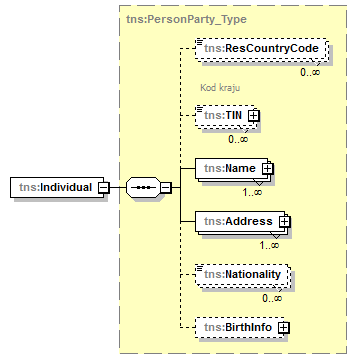 tns:PersonParty_Type
tns:ResCountryCode
0..∞
Kod kraju
tns:TIN
0..∞
tns:Name
1..∞
tns:Individual
tns:Address
1..∞
tns:Nationality
0..∞
tns:BirthInfo